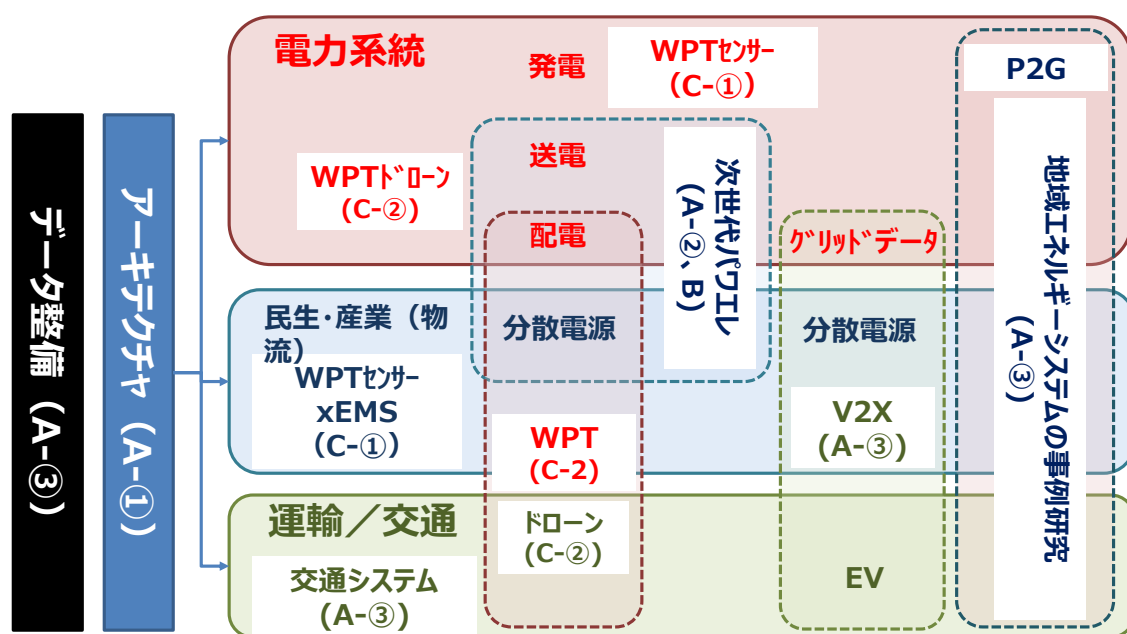 データ整備(A-③)
アーキテクチャ(A-①)
電力系統
発電
WPTセンサー
(C-①)
P2G
送電
WPTドローン
(C-②)
配電
次世代パワエレ
(A-②、B)
グリッドデータ
地域エネルギーシステムの事例研究
(A-③)
民生・産業(物
流)
分散電源
分散電源
WPTセンサー
xEMS
(C-①)
WPT
(C-2)
V2X
(A-③)
運輸/交通
ドローン
(C-②)
交通システム
(A-③)
EV